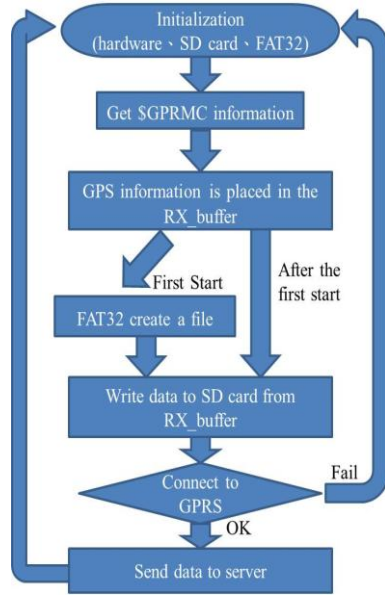 Initialization
(hardware、SD card、FAT32)
Get $GPRMC information
GPS information is placed in the
RX_buffer
First Start
After the
first start
FAT32 create a file
Write data to SD card from
RX_buffer
Connect to
GPRS
Fail
OK
Send data to server